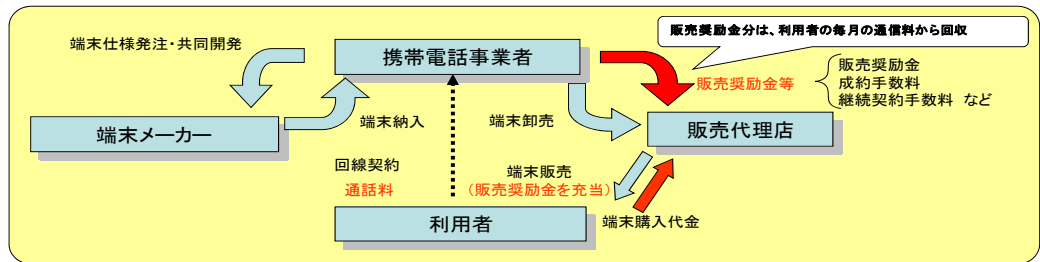 販売奨励金分は、利用者の毎月の通信料から回収
端末仕様発注・共同開発
携帯電話事業者
販売奨励金等
販売奨励金
成約手数料
継続契約手数料 など
端末メーカー
端末納入
端末卸売
販売代理店
回線契約
通話料
端末販売
(販売奨励金を充当)
利用者
端末購入代金